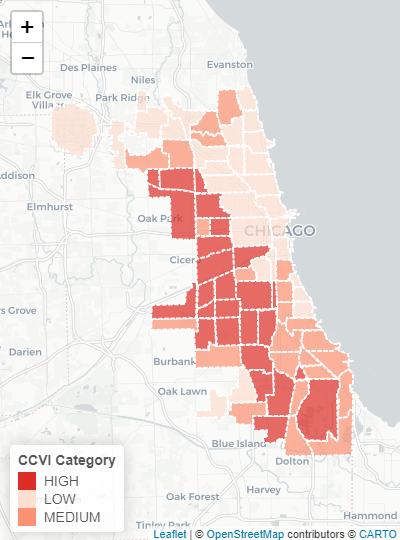 +
−
Evanston
Des Plaines
Niles
Elk Grove
Village
Park Ridge
Addison
Elmhurst
Oak Park
CHICAGO
Cicero
Darien
Burbank
Oak Lawn
Blue Island
Dolton
Harvey
Oak Forest
Hammond
Tinley Park
CCVI Category
HIGH
LOW
MEDIUM
Leaflet | © OpenStreetMap contributors © CARTO